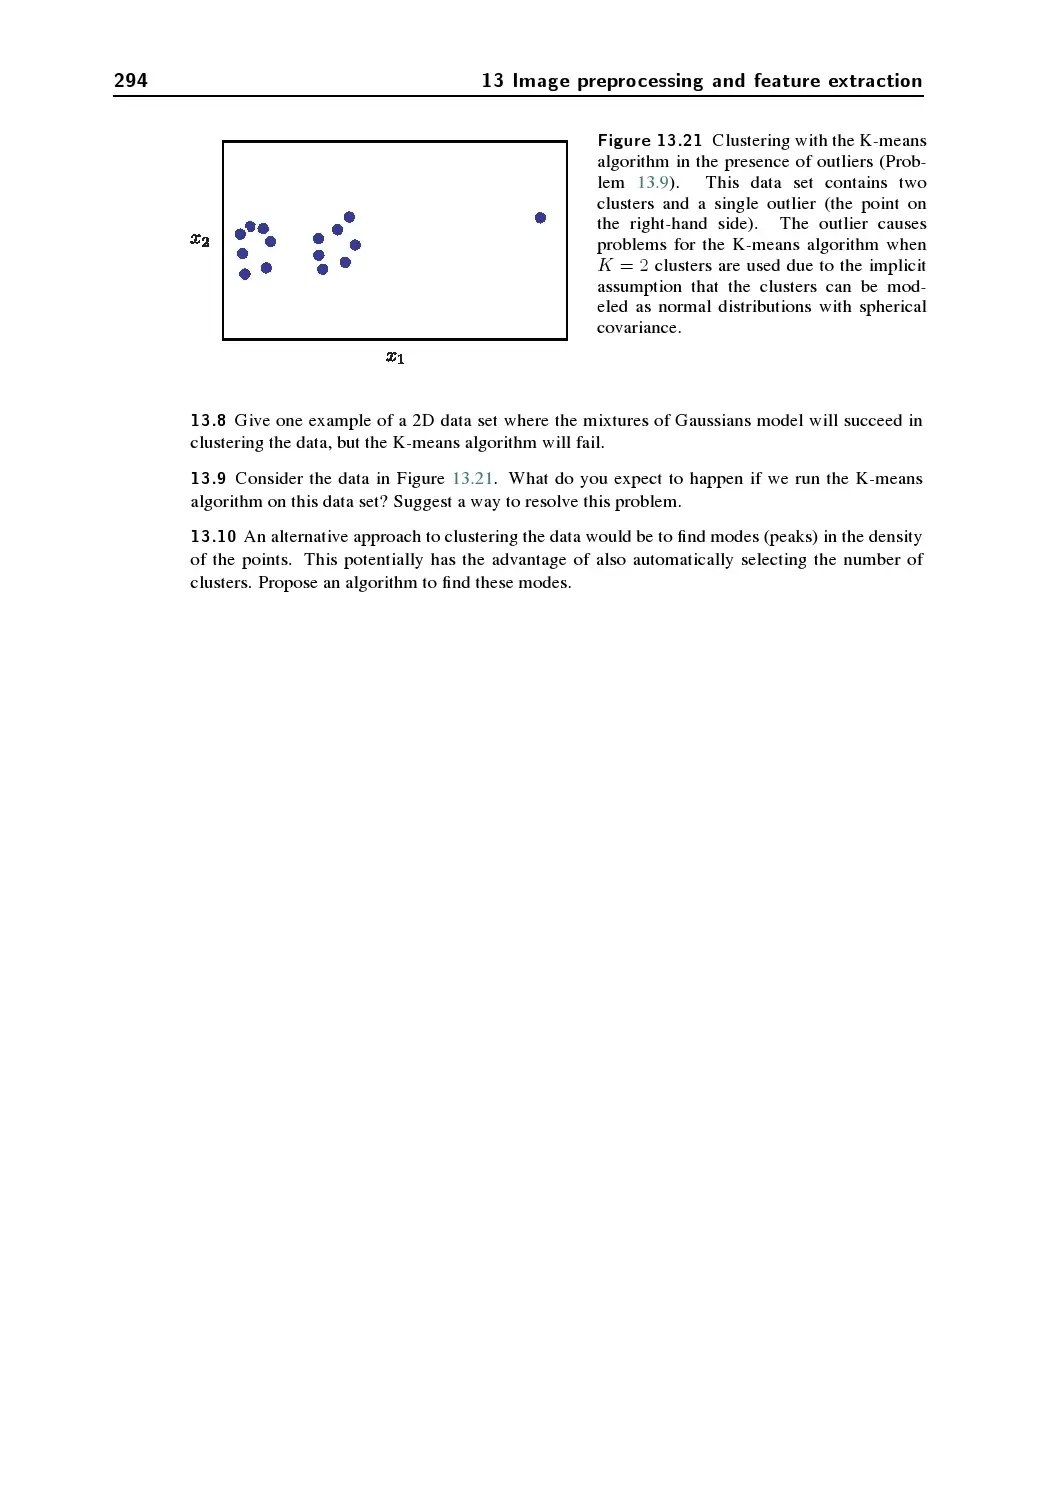 294
13 Image preprocessing and feature extraction
x2
x1
Figure 13.21 Clustering with the K-means
algorithm in the presence of outliers (Prob-
lem 13.9). This data set contains two
clusters and a single outlier (the point on
the right-hand side). The outlier causes
problems for the K-means algorithm when
K = 2 clusters are used due to the implicit
assumption that the clusters can be mod-
eled as normal distributions with spherical
covariance.
13.8 Give one example of a 2D data set where the mixtures of Gaussians model will succeed in
clustering the data, but the K-means algorithm will fail.
13.9 Consider the data in Figure 13.21. What do you expect to happen if we run the K-means
algorithm on this data set? Suggest a way to resolve this problem.
13.10 An alternative approach to clustering the data would be to find modes (peaks) in the density
of the points. This potentially has the advantage of also automatically selecting the number of
clusters. Propose an algorithm to find these modes.